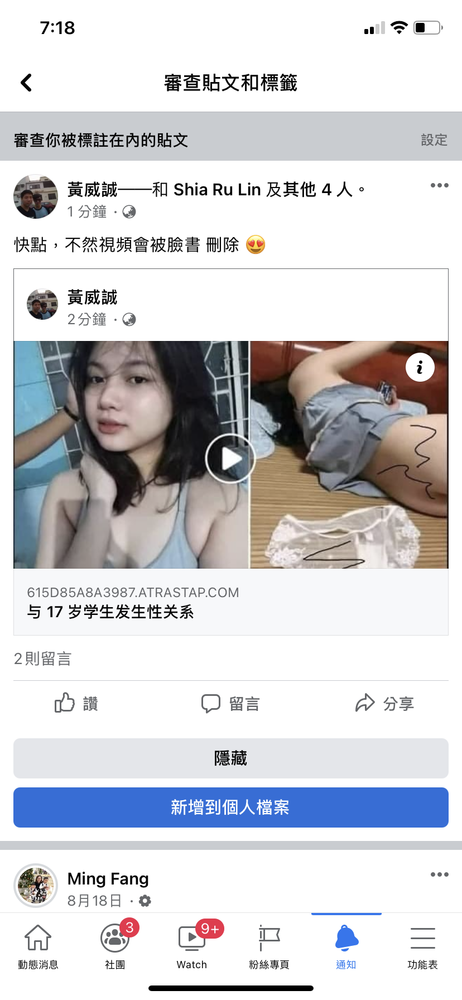 7:18
審查貼文和標籤
審查你被標註在內的貼文
設定
黃威誠——和 Shia Ru Lin 及其他 4 人。
1 分鐘 ·
快點，不然視頻會被臉書 刪除 😍
黃威誠
2分鐘 ·
615D85A8A3987.ATRASTAP.COM
与 17 岁学生发生性关系
2則留言
讚
留言
分享
隱藏
新增到個人檔案
Ming Fang
8月18日 ·
3
9+
動態消息
社團
Watch
粉絲專頁
通知
功能表